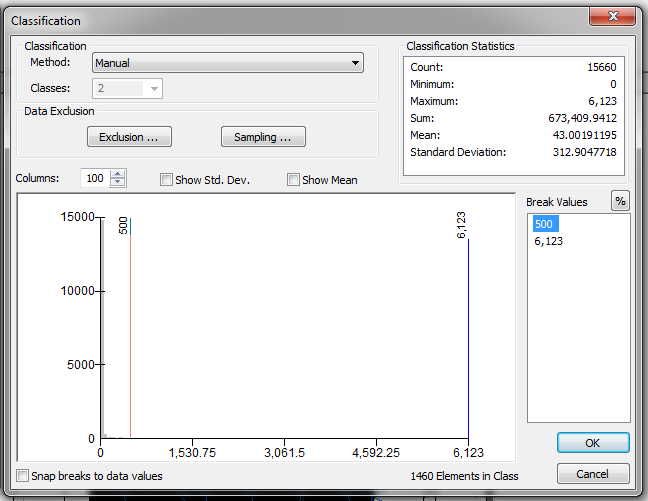 Classification
Classification
Method: Manual
Classes: 2
Data Exclusion
Exclusion ...
Sampling ...
Classification Statistics
Count: 15660
Minimum: 0
Maximum: 6,123
Sum: 673,409.9412
Mean: 43.00191195
Standard Deviation: 312.9047718
Columns: 100
Show Std. Dev.
Show Mean
Break Values
%
500
6,123
15000
10000
5000
0
500
6,123
0
1,530.75
3,061.5
4,592.25
6,123
OK
Cancel
Snap breaks to data values
1460 Elements in Class